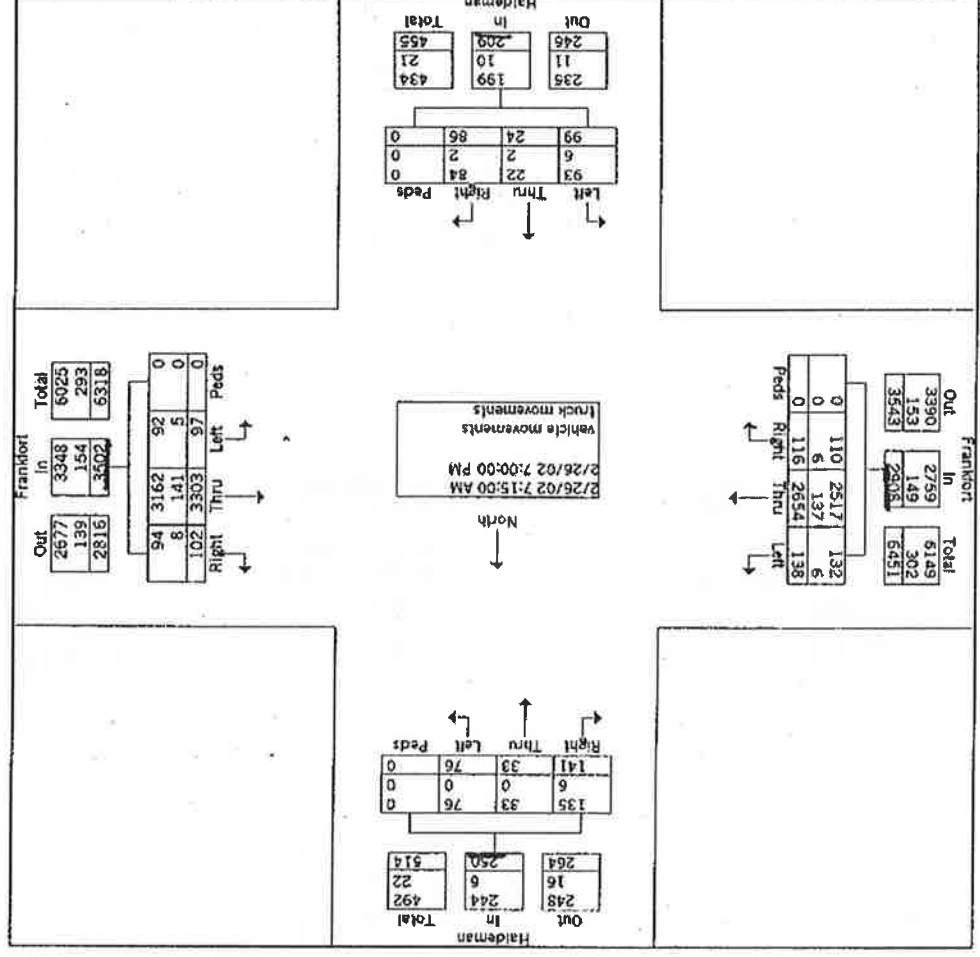 Haldeman
Out In Total
248 244 492
16 6 22
264 250 514
135 33 76 0
6 0 0 0
141 33 76 0
Right Thru Left Peds
Frankfort
Out In Total
2677 3348 6025
139 154 293
2816 3502 6318
94 3162 92 0
8 141 5 0
102 3303 97 0
Right Thru Left Peds
North
2/26/02 7:15:00 AM
2/26/02 7:00:00 PM
vehicle movements
truck movements
Frankfort
Out In Total
3390 2759 6149
153 149 302
3543 2908 6451
0 110 2517 132
0 6 137 6
0 116 2654 138
Peds Right Thru Left
Left Thru Right Peds
93 22 84 0
6 2 2 0
99 24 86 0
235 199 434
11 10 21
246 209 455
Out In Total
Haldeman